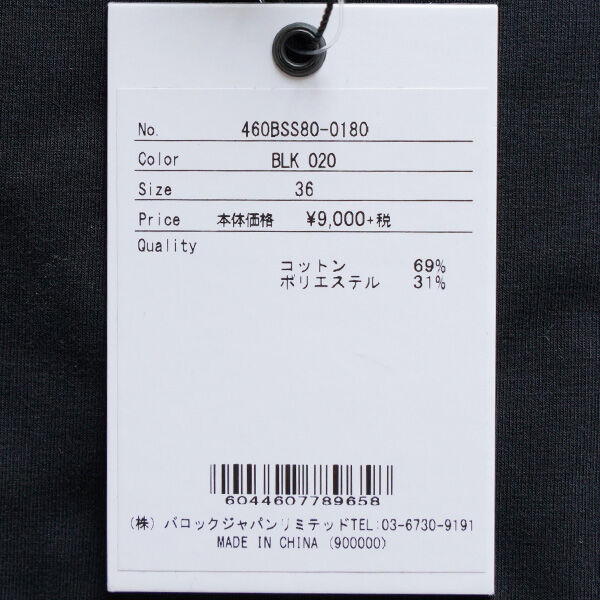 No. 460BSS80-0180
Color BLK 020
Size 36
Price 本体価格 ¥9,000+税
Quality
コットン 69%
ポリエステル 31%
6044607789658
(株) バロックジャパンリミテッドTEL:03-6730-9191
MADE IN CHINA (900000)